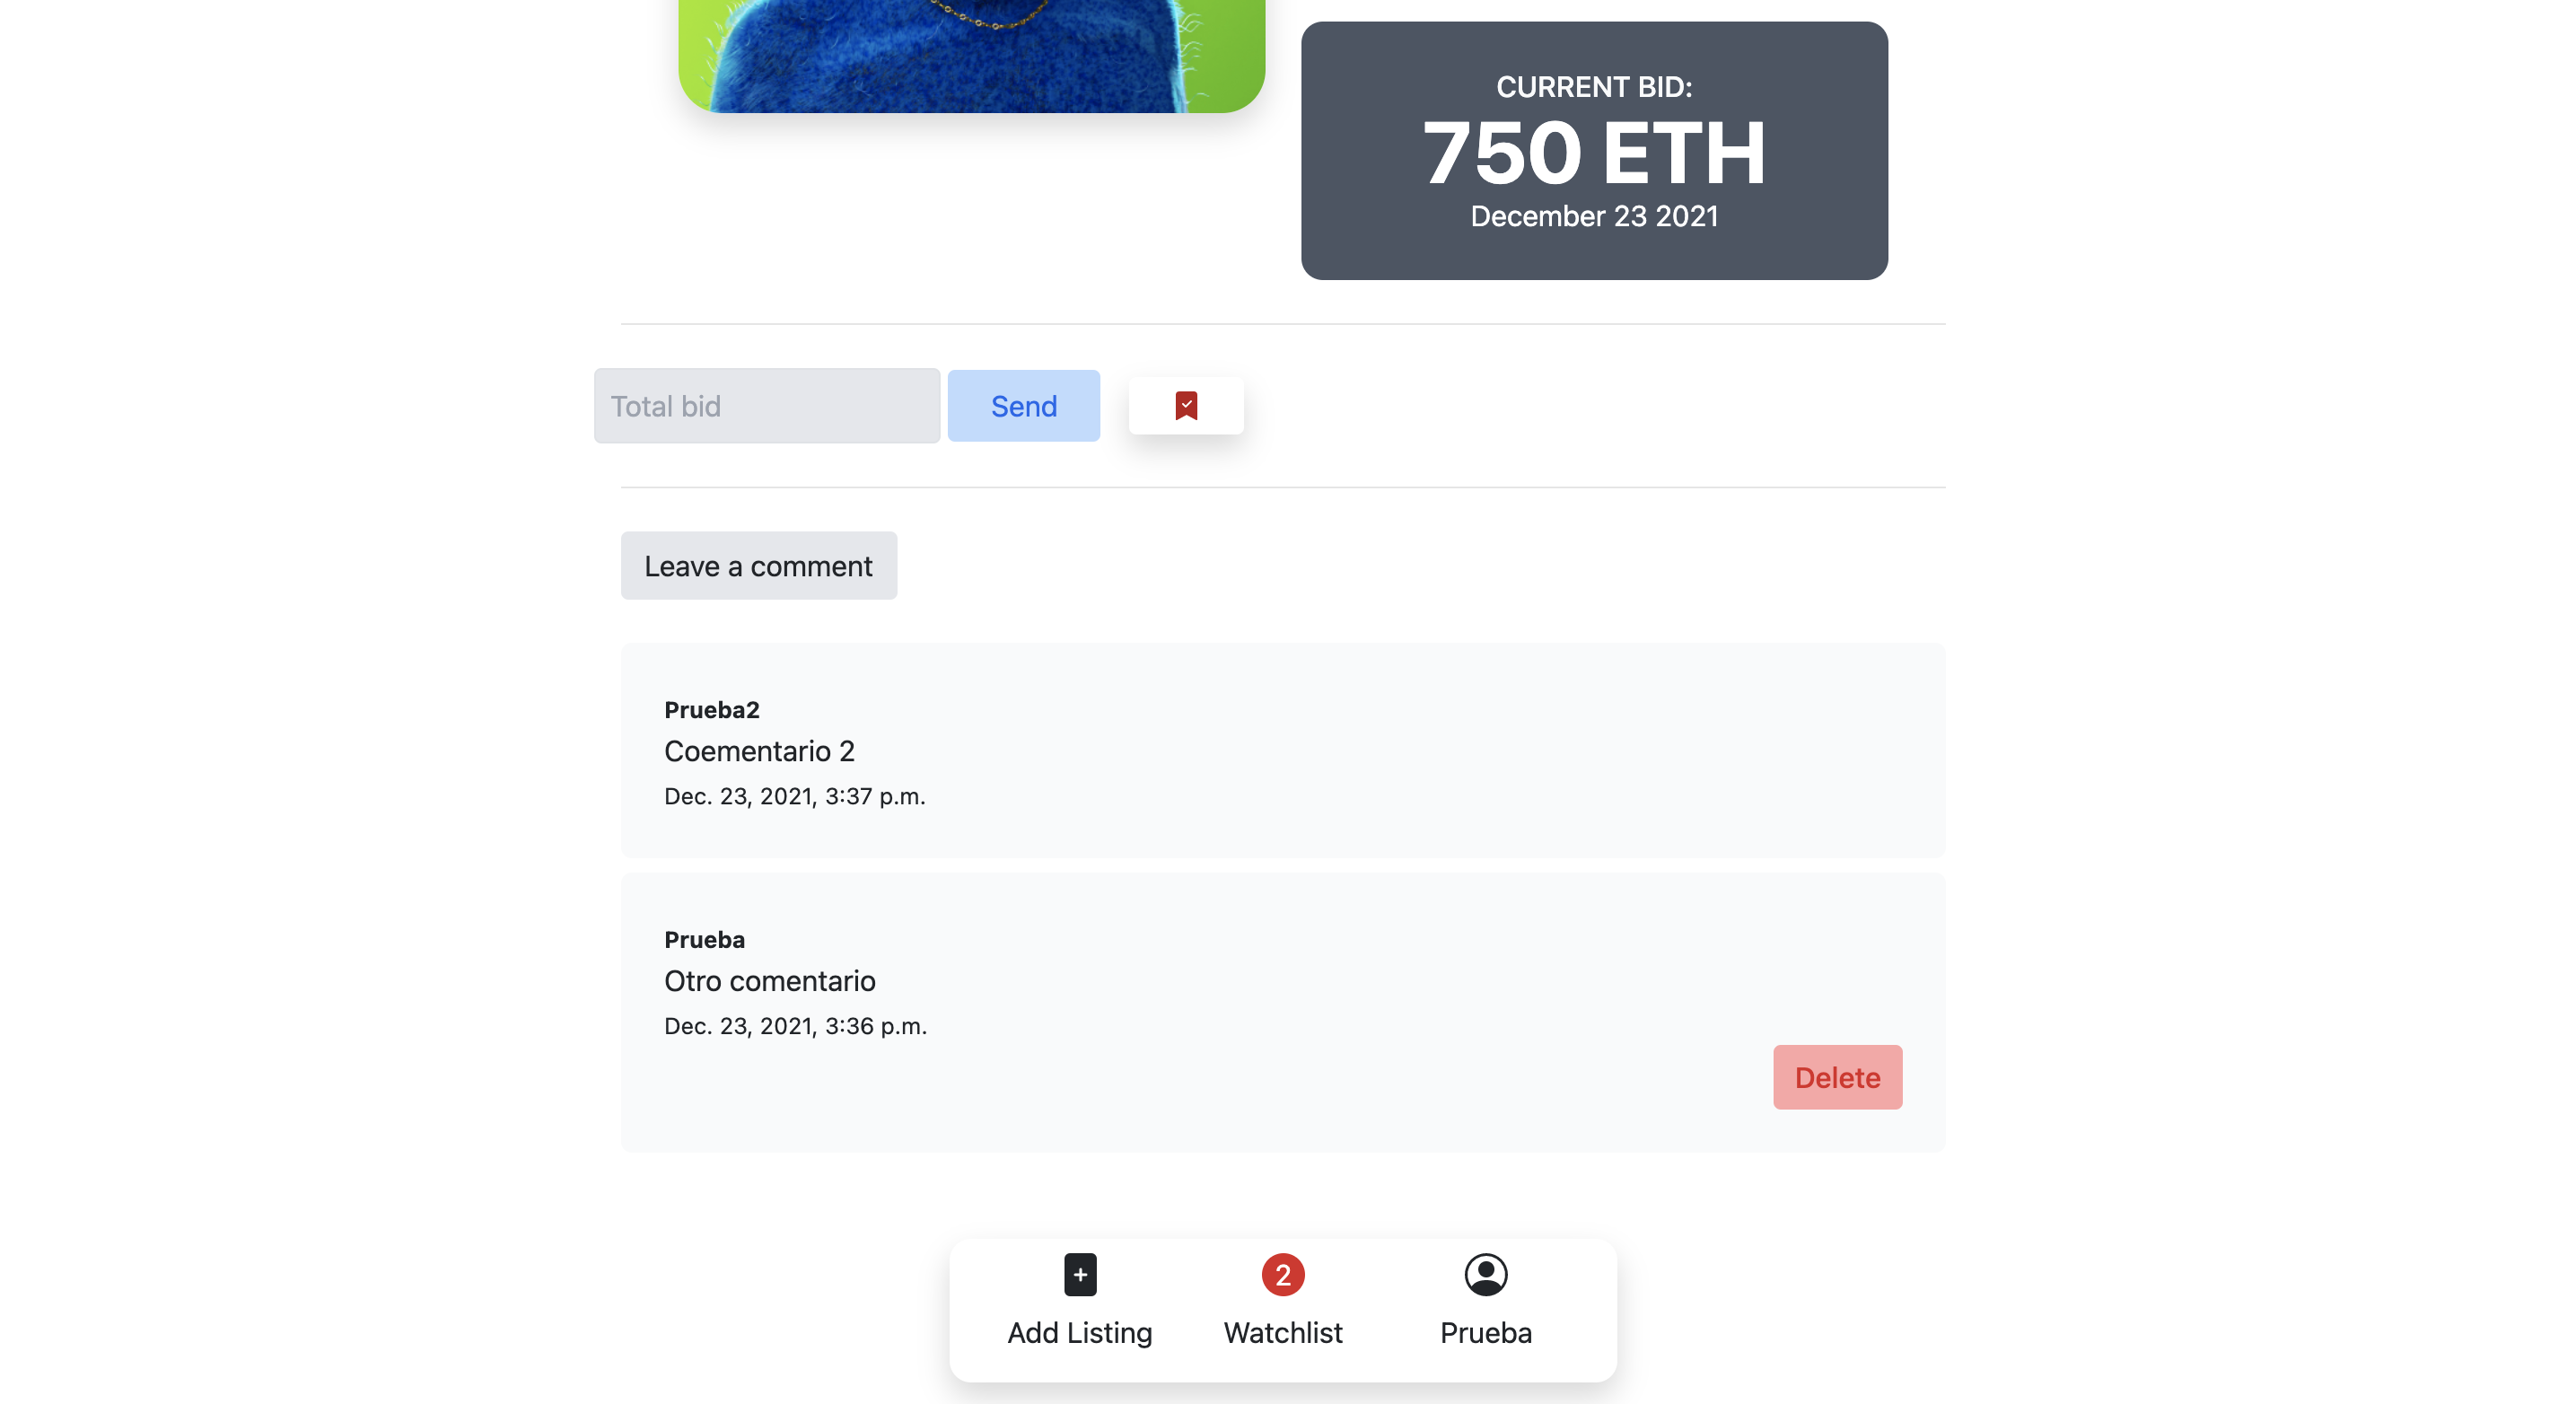 CURRENT BID:
750 ETH
December 23 2021
Total bid
Send
Leave a comment
Prueba2
Coementario 2
Dec. 23, 2021, 3:37 p.m.
Prueba
Otro comentario
Dec. 23, 2021, 3:36 p.m.
Delete
2
Add Listing
Watchlist
Prueba